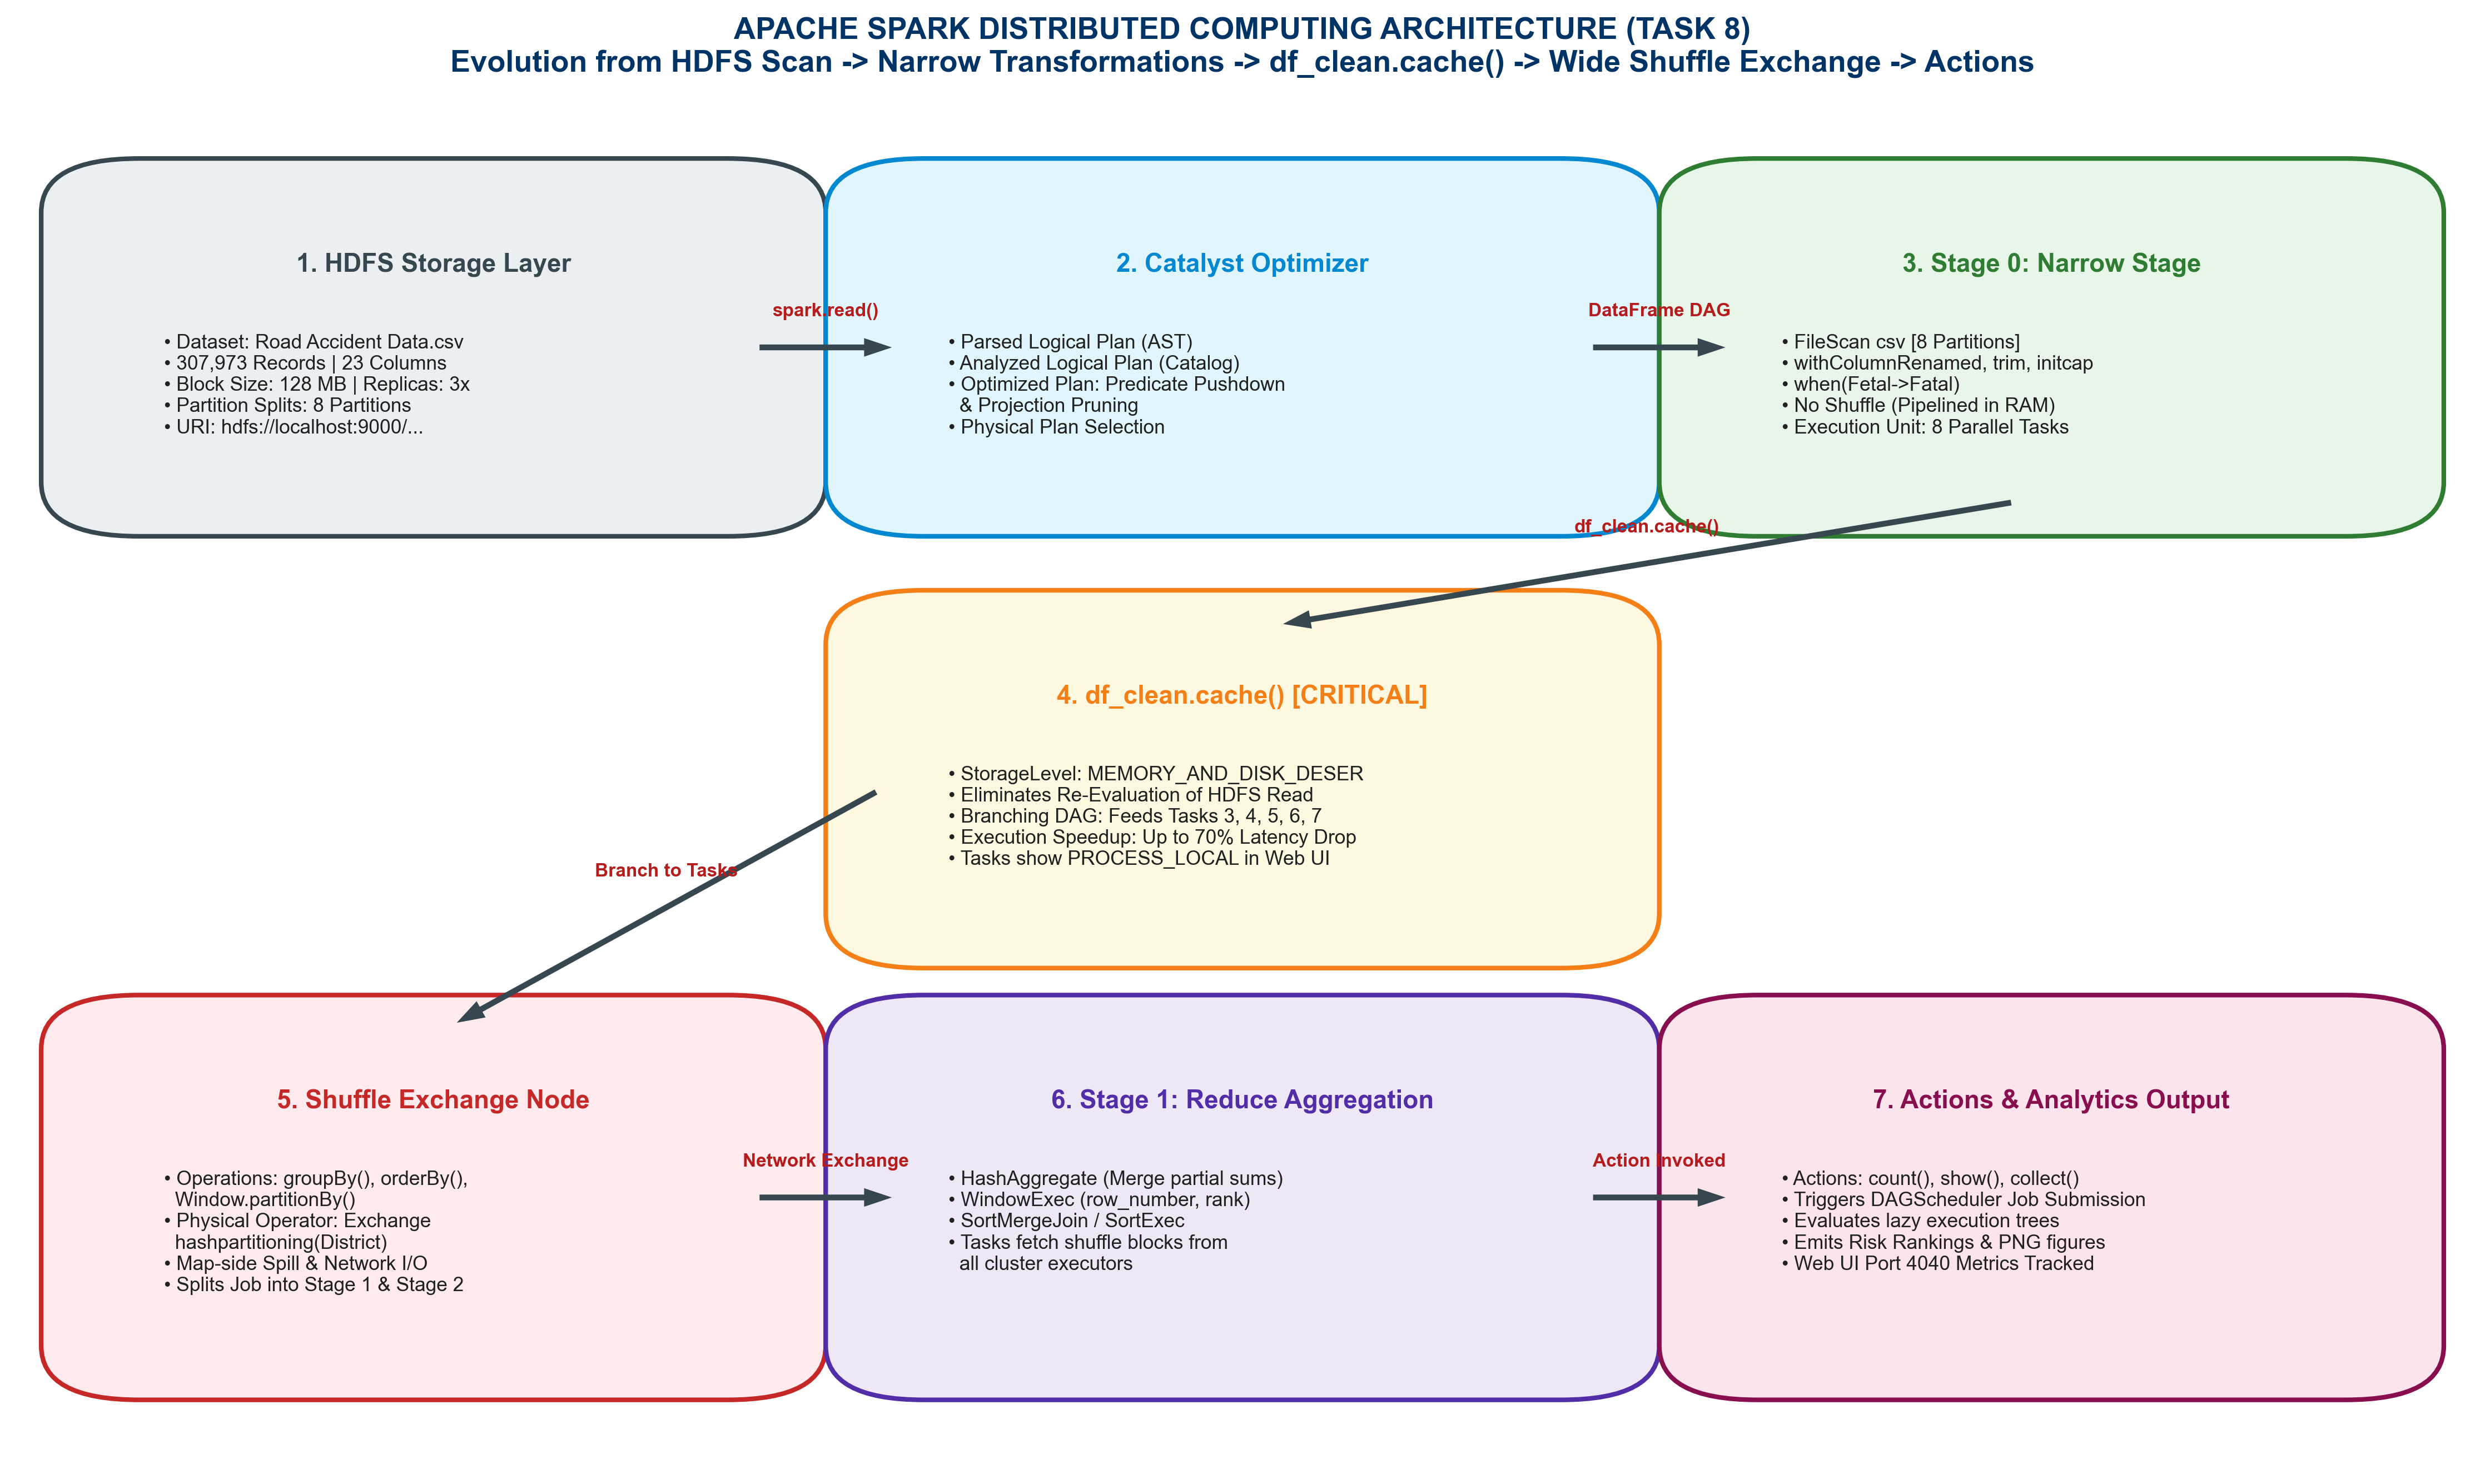 APACHE SPARK DISTRIBUTED COMPUTING ARCHITECTURE (TASK 8)
Evolution from HDFS Scan -> Narrow Transformations -> df_clean.cache() -> Wide Shuffle Exchange -> Actions
1. HDFS Storage Layer
• Dataset: Road Accident Data.csv
• 307,973 Records | 23 Columns
• Block Size: 128 MB | Replicas: 3x
• Partition Splits: 8 Partitions
• URI: hdfs://localhost:9000/...
spark.read()
2. Catalyst Optimizer
• Parsed Logical Plan (AST)
• Analyzed Logical Plan (Catalog)
• Optimized Plan: Predicate Pushdown
& Projection Pruning
• Physical Plan Selection
DataFrame DAG
3. Stage 0: Narrow Stage
• FileScan csv [8 Partitions]
• withColumnRenamed, trim, initcap
• when(Fetal->Fatal)
• No Shuffle (Pipelined in RAM)
• Execution Unit: 8 Parallel Tasks
df_clean.cache()
4. df_clean.cache() [CRITICAL]
• StorageLevel: MEMORY_AND_DISK_DESER
• Eliminates Re-Evaluation of HDFS Read
• Branching DAG: Feeds Tasks 3, 4, 5, 6, 7
• Execution Speedup: Up to 70% Latency Drop
• Tasks show PROCESS_LOCAL in Web UI
Branch to Tasks
5. Shuffle Exchange Node
• Operations: groupBy(), orderBy(),
Window.partitionBy()
• Physical Operator: Exchange
hashpartitioning(District)
• Map-side Spill & Network I/O
• Splits Job into Stage 1 & Stage 2
Network Exchange
6. Stage 1: Reduce Aggregation
• HashAggregate (Merge partial sums)
• WindowExec (row_number, rank)
• SortMergeJoin / SortExec
• Tasks fetch shuffle blocks from
all cluster executors
Action Invoked
7. Actions & Analytics Output
• Actions: count(), show(), collect()
• Triggers DAGScheduler Job Submission
• Evaluates lazy execution trees
• Emits Risk Rankings & PNG figures
• Web UI Port 4040 Metrics Tracked